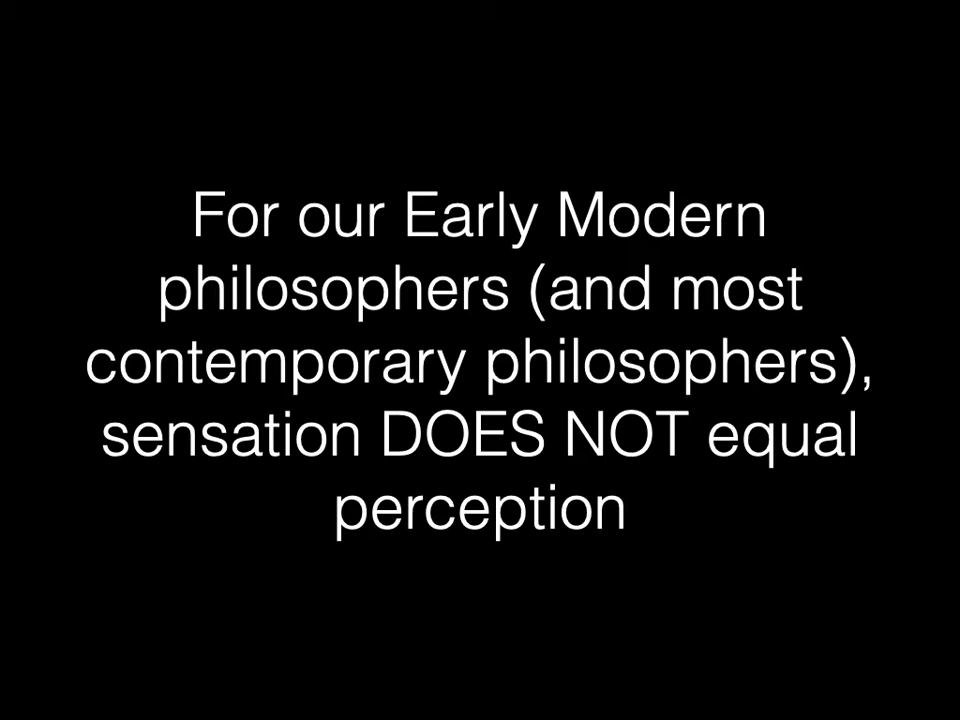 For our Early Modern
philosophers (and most
contemporary philosophers),
sensation DOES NOT equal
perception